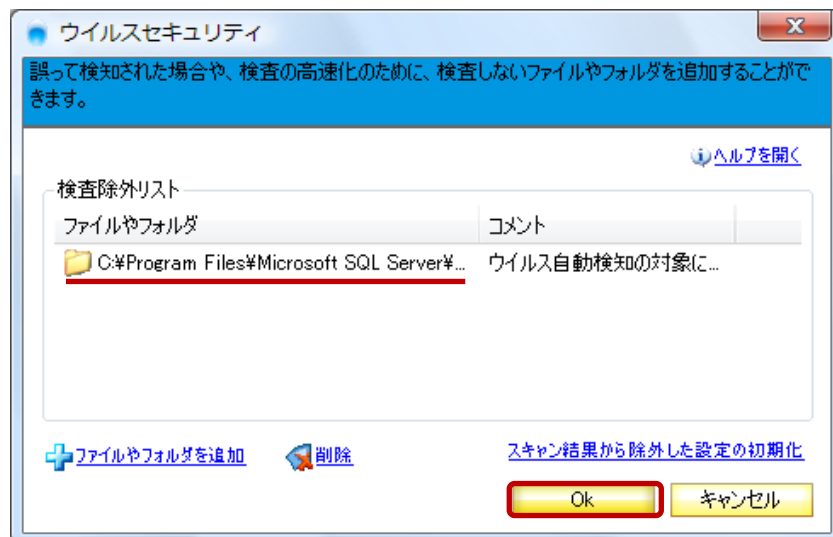 ウイルスセキュリティ
誤って検知された場合や、検査の高速化のために、検査しないファイルやフォルダを追加することがで
きます。
ヘルプを開く
検査除外リスト
ファイルやフォルダ コメント
C:¥Program Files¥Microsoft SQL Server¥... ウイルス自動検知の対象に...
ファイルやフォルダを追加 削除 スキャン結果から除外した設定の初期化
Ok キャンセル